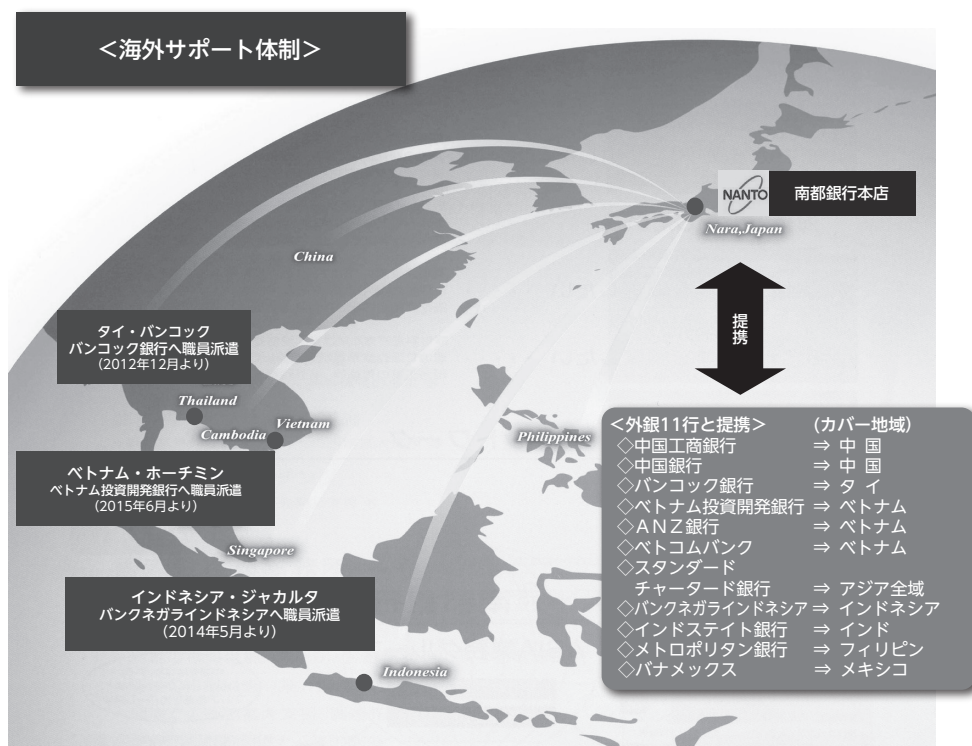 ＜海外サポート体制＞
NANTO
南都銀行本店
Nara,Japan
China
提携
タイ・バンコック
バンコック銀行へ職員派遣
（2012年12月より）
Thailand
Vietnam
Cambodia
Philippines
ベトナム・ホーチミン
ベトナム投資開発銀行へ職員派遣
（2015年6月より）
Singapore
インドネシア・ジャカルタ
バンクネガラインドネシアへ職員派遣
（2014年5月より）
Indonesia
＜外銀11行と提携＞ (カバー地域)
◇中国工商銀行 ⇒ 中 国
◇中国銀行 ⇒ 中 国
◇バンコック銀行 ⇒ タ イ
◇ベトナム投資開発銀行 ⇒ ベトナム
◇ＡＮＺ銀行 ⇒ ベトナム
◇ベトコムバンク ⇒ ベトナム
◇スタンダード
チャータード銀行 ⇒ アジア全域
◇バンクネガラインドネシア ⇒ インドネシア
◇インドステイト銀行 ⇒ インド
◇メトロポリタン銀行 ⇒ フィリピン
◇バナメックス ⇒ メキシコ